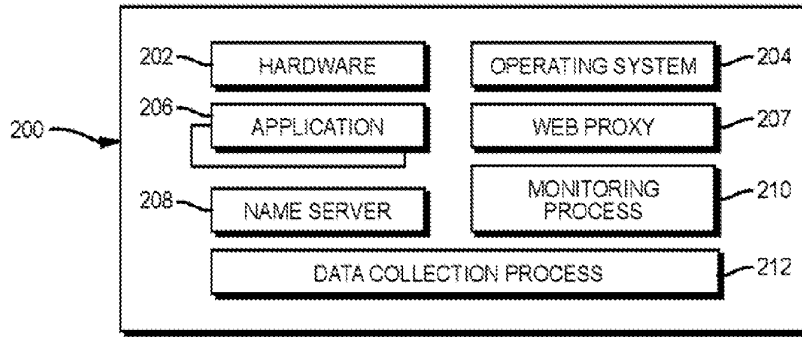 202 HARDWARE OPERATING SYSTEM 204
206 APPLICATION WEB PROXY 207
200
208 NAME SERVER MONITORING PROCESS 210
DATA COLLECTION PROCESS 212